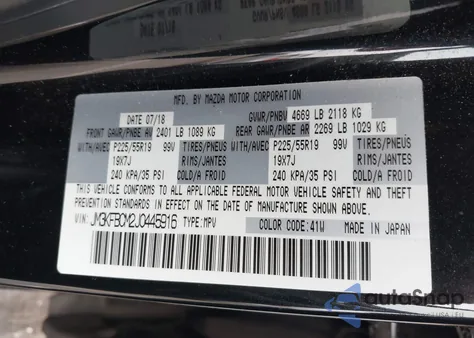 MFD. BY MAZDA MOTOR CORPORATION
DATE 07/18 GVWR/PNBV 4669 LB 2118 KG
FRONT GAWR/PNBE AV 2401 LB 1089 KG REAR GAWR/PNBE AR 2269 LB 1029 KG
WITH/AVEC P225/55R19 99V TIRES/PNEUS WITH/AVEC P225/55R19 99V TIRES/PNEUS
19X7J RIMS/JANTES 19X7J RIMS/JANTES
240 KPA/35 PSI COLD/A FROID 240 KPA/35 PSI COLD/A FROID
THIS VEHICLE CONFORMS TO ALL APPLICABLE FEDERAL MOTOR VEHICLE SAFETY AND THEFT
PREVENTION STANDARDS IN EFFECT ON THE DATE OF MANUFACTURE SHOWN ABOVE.
VIN: JM3KFBCM2J0445916 TYPE: MPV COLOR CODE: 41W MADE IN JAPAN
autoSnap